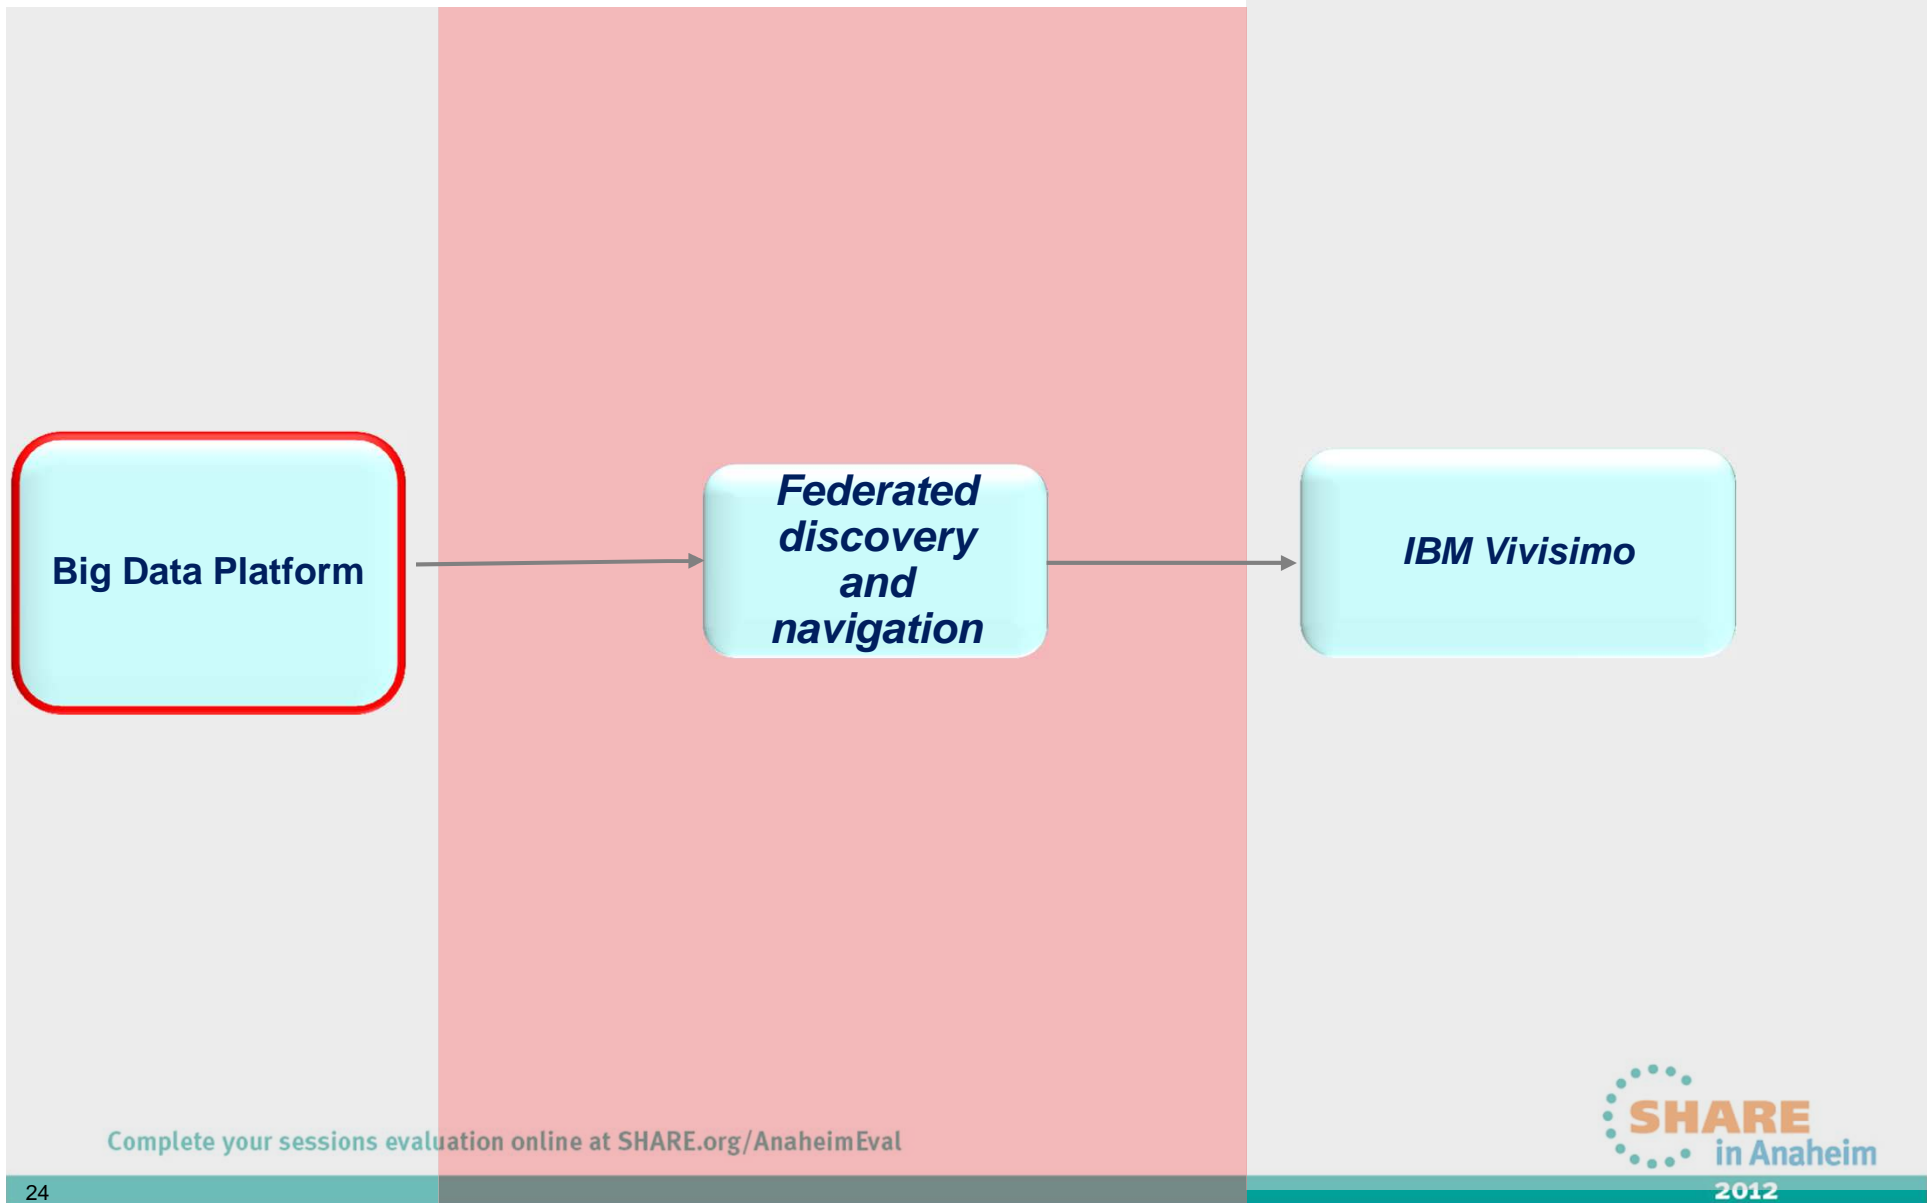 Big Data Platform
Federated
discovery
and
navigation
IBM Vivisimo
Complete your sessions evaluation online at SHARE.org/AnaheimEval
SHARE
in Anaheim
2012
24